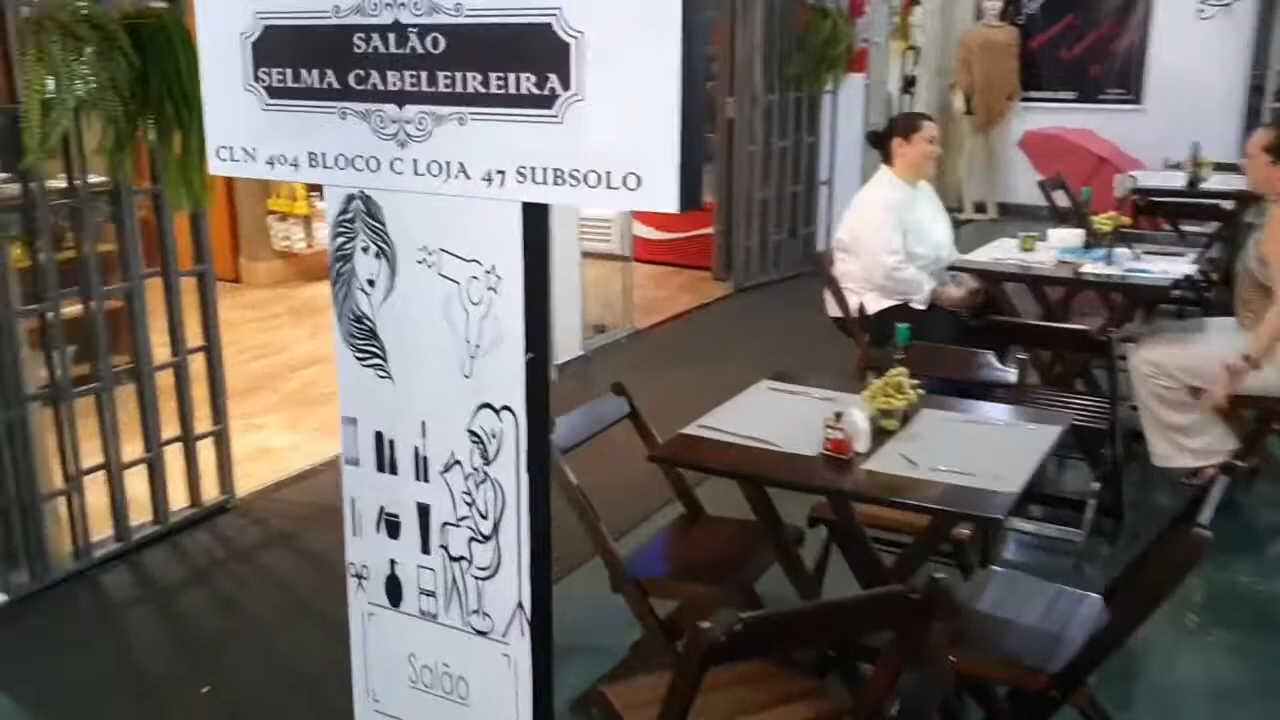 SALÃO
SELMA CABELEIREIRA
CLN 404 BLOCO C LOJA 47 SUBSOLO
Salão